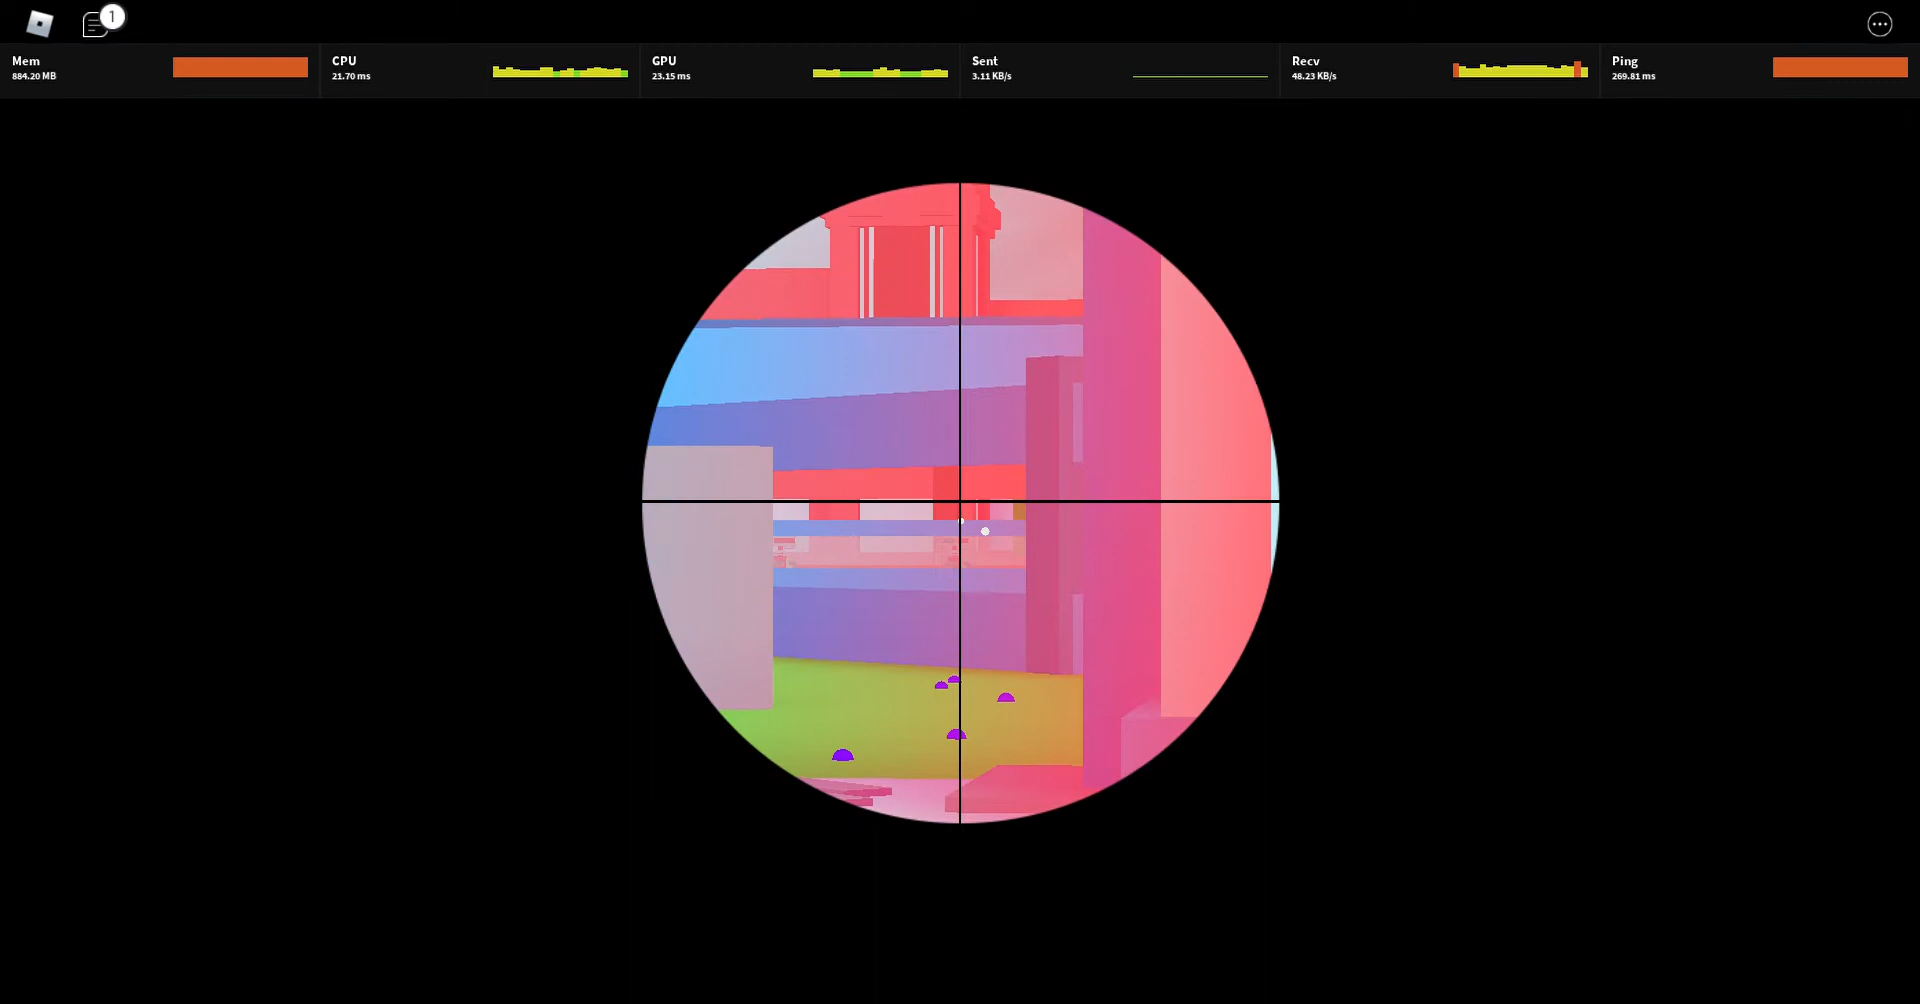 1
Mem
884.20 MB
CPU
21.70 ms
GPU
23.15 ms
Sent
3.11 KB/s
Recv
48.23 KB/s
Ping
269.81 ms